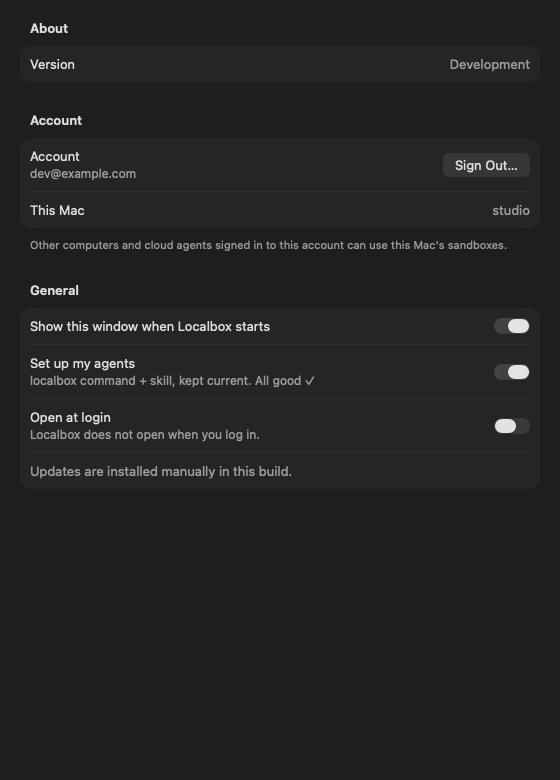 About
Version
Development
Account
Account
dev@example.com
Sign Out...
This Mac
studio
Other computers and cloud agents signed in to this account can use this Mac's sandboxes.
General
Show this window when Localbox starts
Set up my agents
localbox command + skill, kept current. All good ✓
Open at login
Localbox does not open when you log in.
Updates are installed manually in this build.